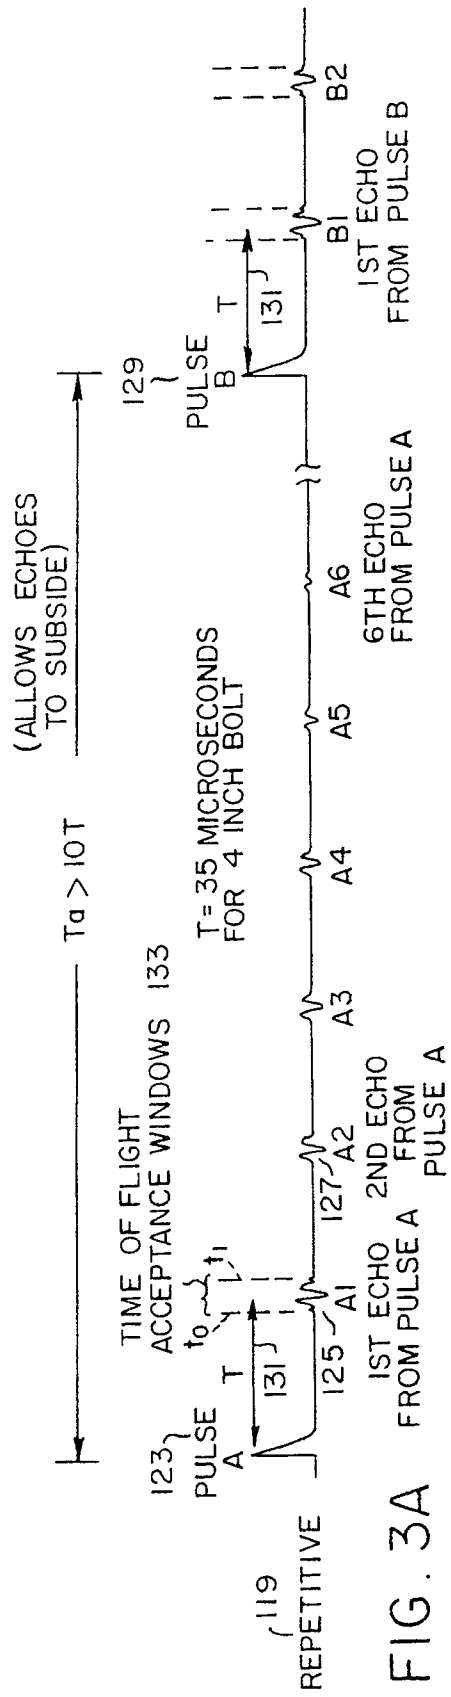 (ALLOWS ECHOES
TO SUBSIDE)
Ta > 10T
TIME OF FLIGHT
ACCEPTANCE WINDOWS 133
T = 35 MICROSECONDS
FOR 4 INCH BOLT
123
PULSE
A
T
131
t0
t1
125
A1
1ST ECHO
FROM PULSE A
127
A2
2ND ECHO
FROM
PULSE A
A3
A4
A5
A6
6TH ECHO
FROM PULSE A
129
PULSE
B
T
131
B1
1ST ECHO
FROM PULSE B
B2
119
REPETITIVE
FIG. 3A